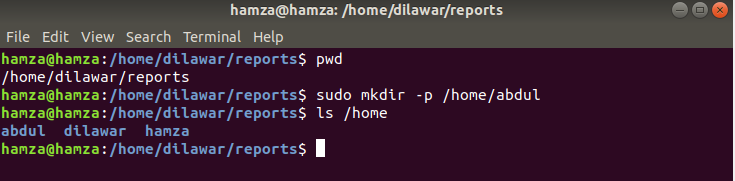 hamza@hamza: /home/dilawar/reports
File Edit View Search Terminal Help
hamza@hamza:/home/dilawar/reports$ pwd
/home/dilawar/reports
hamza@hamza:/home/dilawar/reports$ sudo mkdir -p /home/abdul
hamza@hamza:/home/dilawar/reports$ ls /home
abdul  dilawar  hamza
hamza@hamza:/home/dilawar/reports$